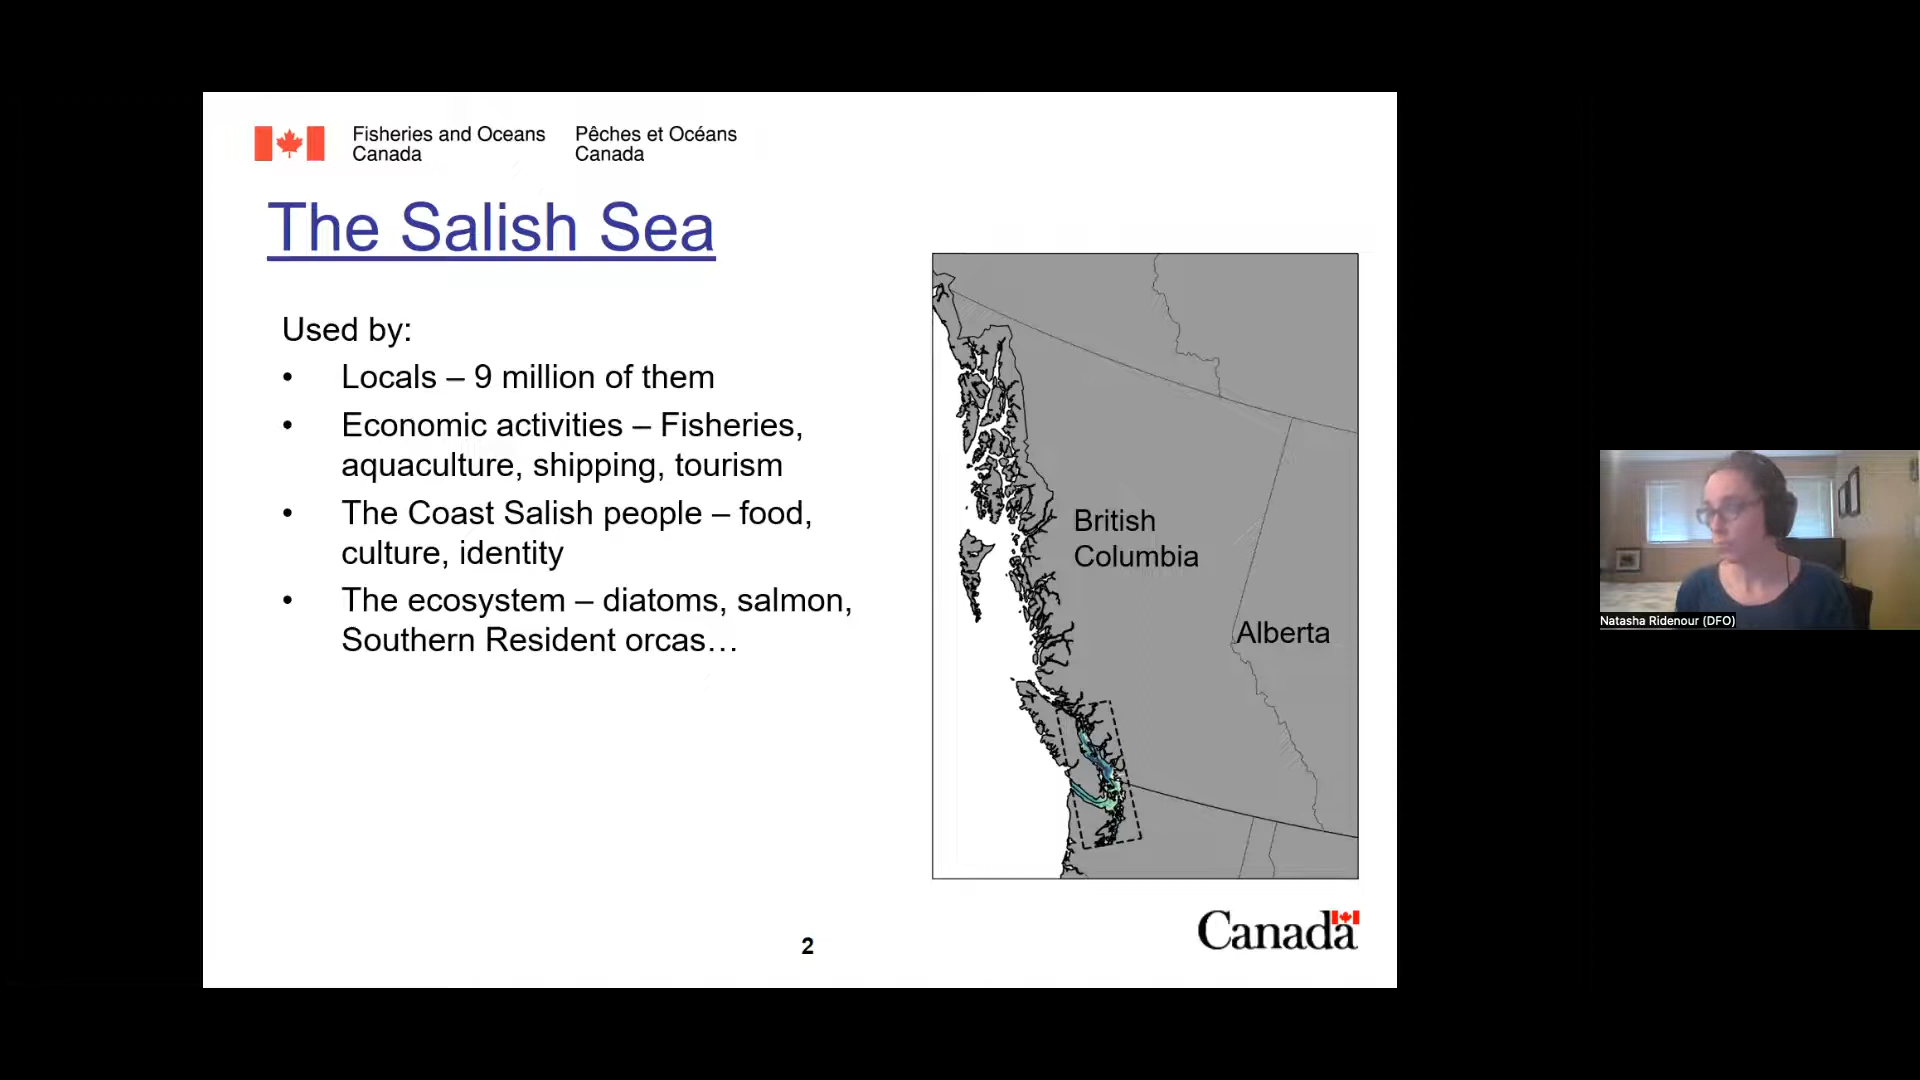 Fisheries and Oceans
Canada
Pêches et Océans
Canada
The Salish Sea
Used by:
• Locals – 9 million of them
• Economic activities – Fisheries,
aquaculture, shipping, tourism
• The Coast Salish people – food,
culture, identity
• The ecosystem – diatoms, salmon,
Southern Resident orcas…
British
Columbia
Alberta
Canada
2
Natasha Ridenour (DFO)